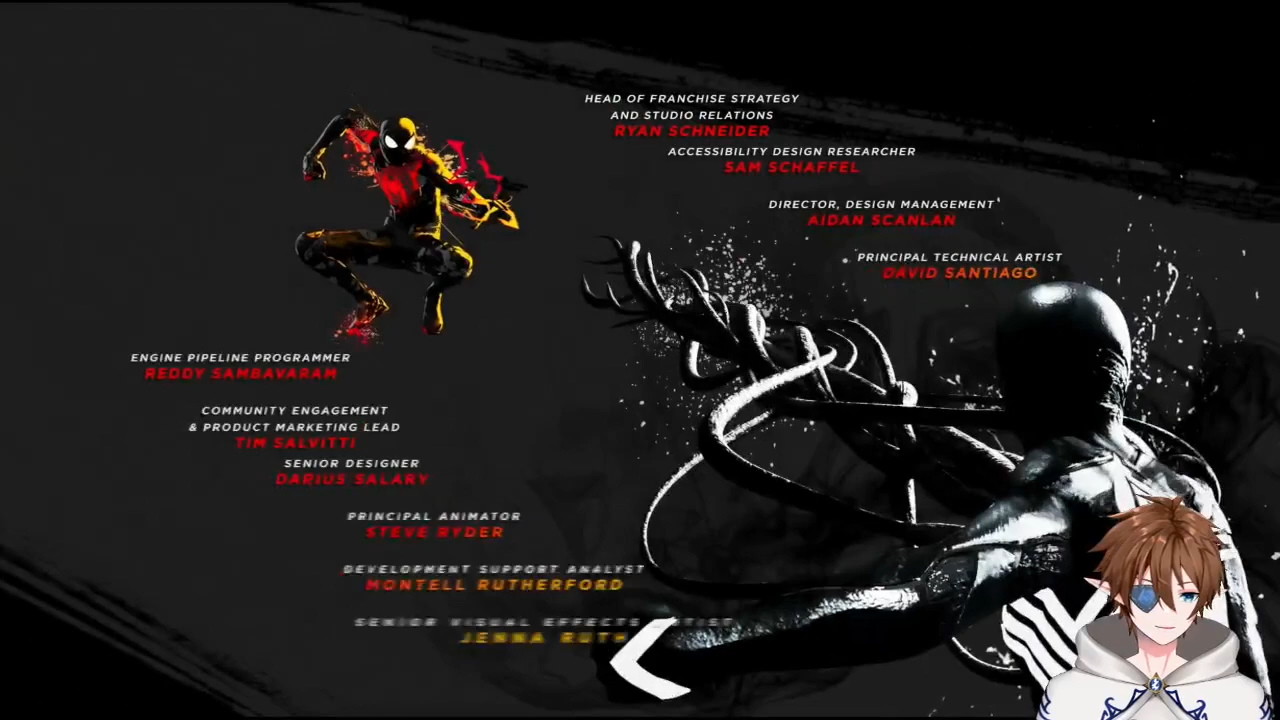 HEAD OF FRANCHISE STRATEGY
AND STUDIO RELATIONS
RYAN SCHNEIDER
ACCESSIBILITY DESIGN RESEARCHER
SAM SCHAFFEL
DIRECTOR, DESIGN MANAGEMENT
AIDAN SCANLAN
PRINCIPAL TECHNICAL ARTIST
DAVID SANTIAGO
ENGINE PIPELINE PROGRAMMER
REDDY SAMBAVARAM
COMMUNITY ENGAGEMENT
& PRODUCT MARKETING LEAD
TIM SALVITTI
SENIOR DESIGNER
DARIUS SALARY
PRINCIPAL ANIMATOR
STEVE RYDER
DEVELOPMENT SUPPORT ANALYST
MONTELL RUTHERFORD
SENIOR VISUAL EFFECTS ARTIST
JENNA RUTH